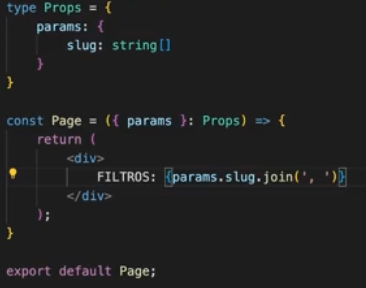 type Props = {
    params: {
        slug: string[]
    }
}

const Page = ({ params }: Props) => {
    return (
        <div>
            FILTROS: {params.slug.join(', ')}
        </div>
    );
}

export default Page;